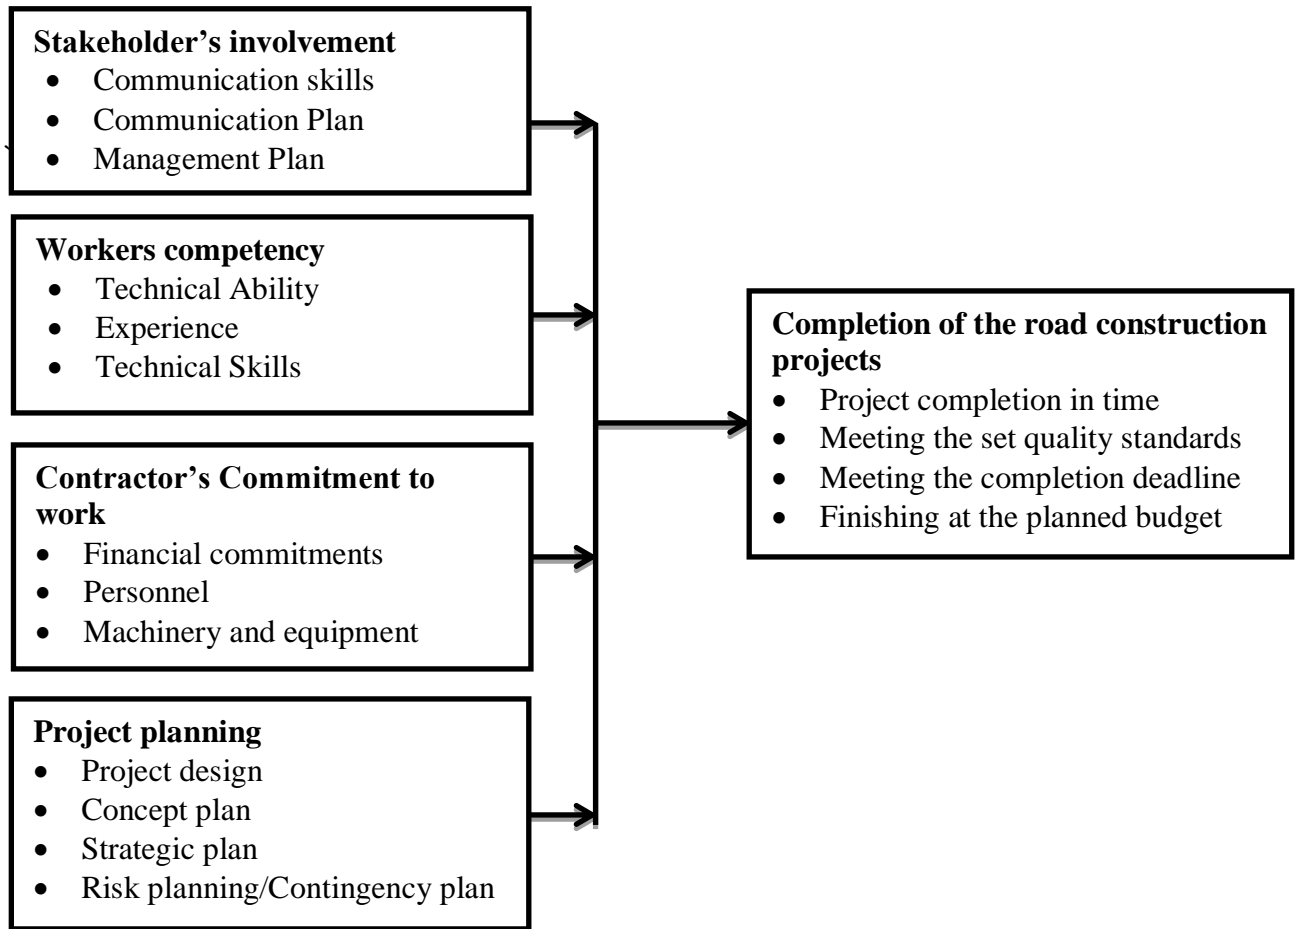 Stakeholder’s involvement
• Communication skills
• Communication Plan
• Management Plan
Workers competency
• Technical Ability
• Experience
• Technical Skills
Contractor’s Commitment to
work
• Financial commitments
• Personnel
• Machinery and equipment
Project planning
• Project design
• Concept plan
• Strategic plan
• Risk planning/Contingency plan
Completion of the road construction
projects
• Project completion in time
• Meeting the set quality standards
• Meeting the completion deadline
• Finishing at the planned budget